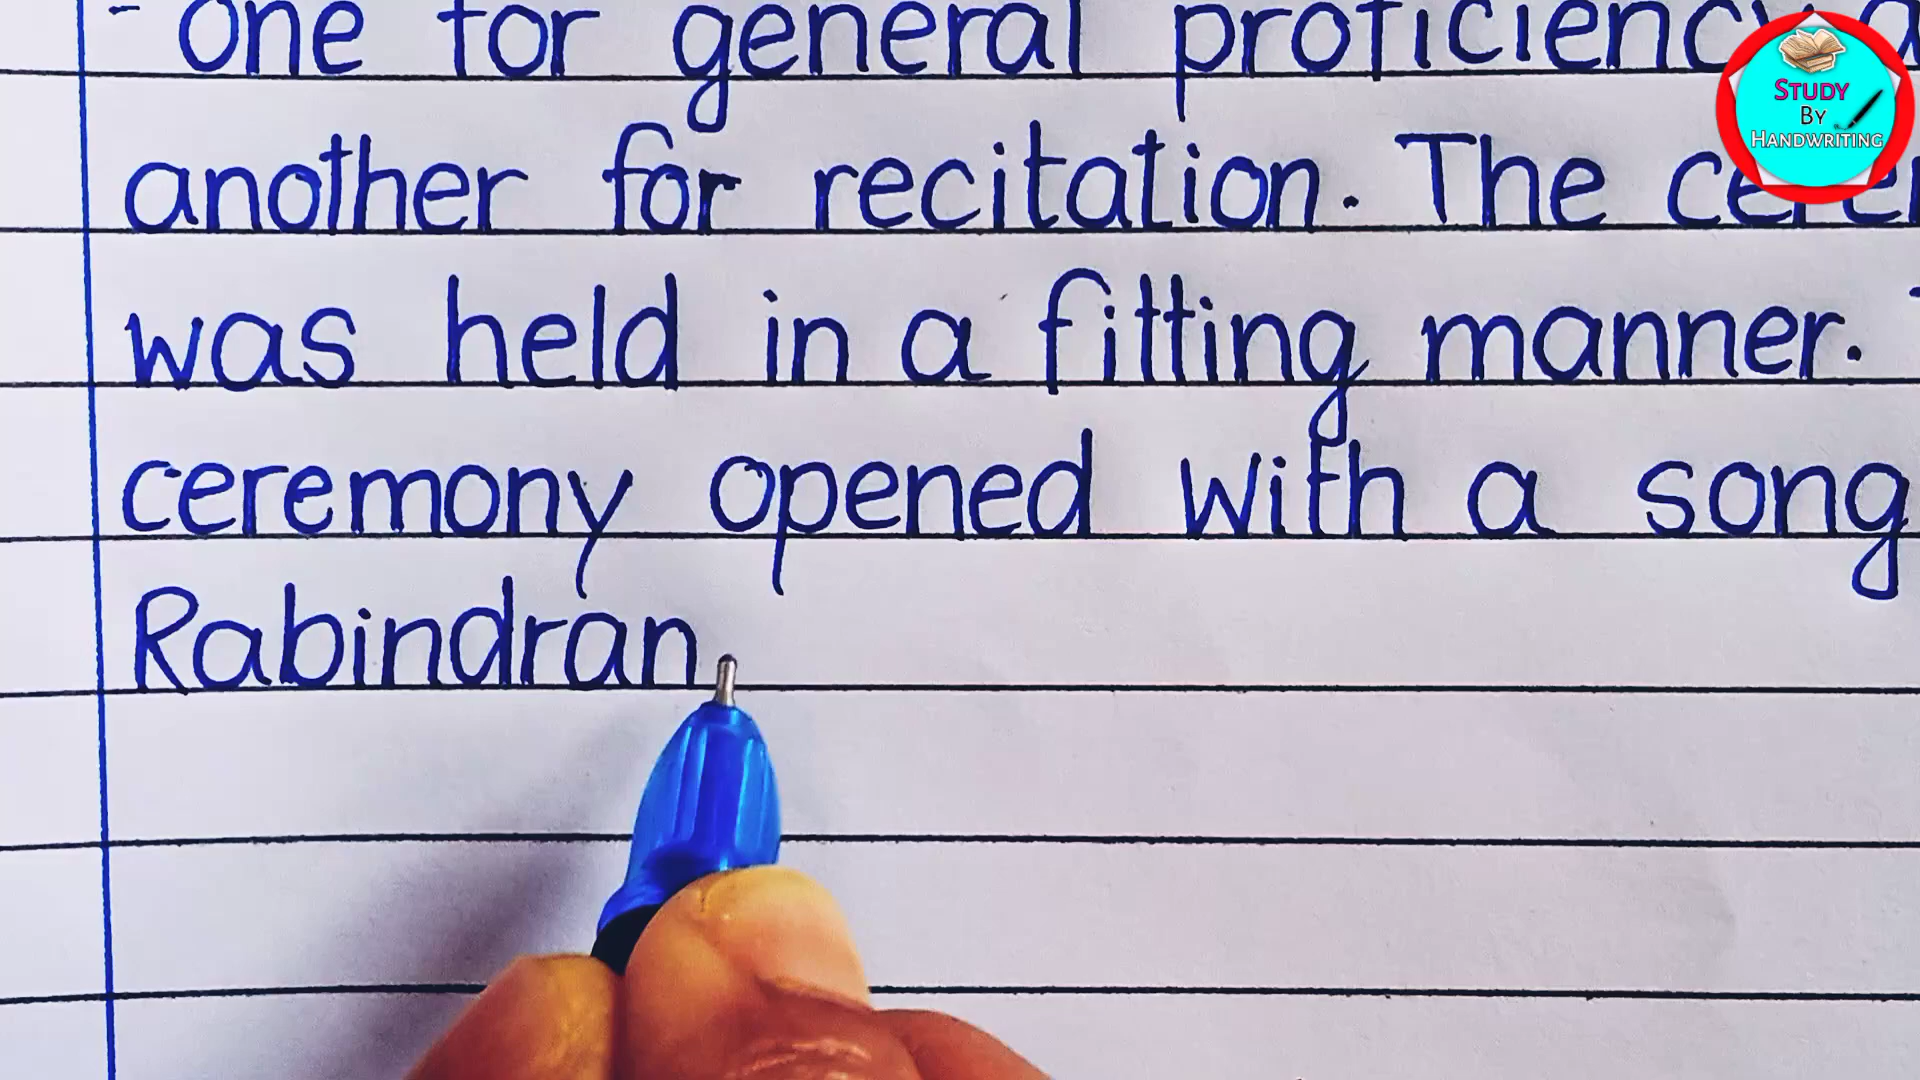 - one for general proficiency
another for recitation. The
was held in a fitting manner.
ceremony opened with a song
Rabindran
STUDY
BY
HANDWRITING